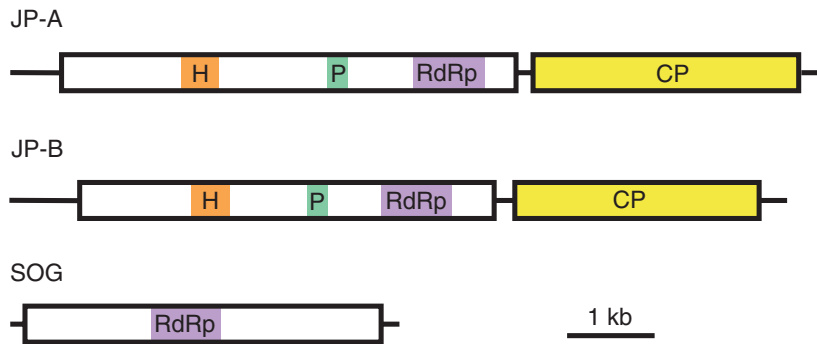 JP-A
H P RdRp CP
JP-B
H P RdRp CP
SOG
RdRp
1 kb